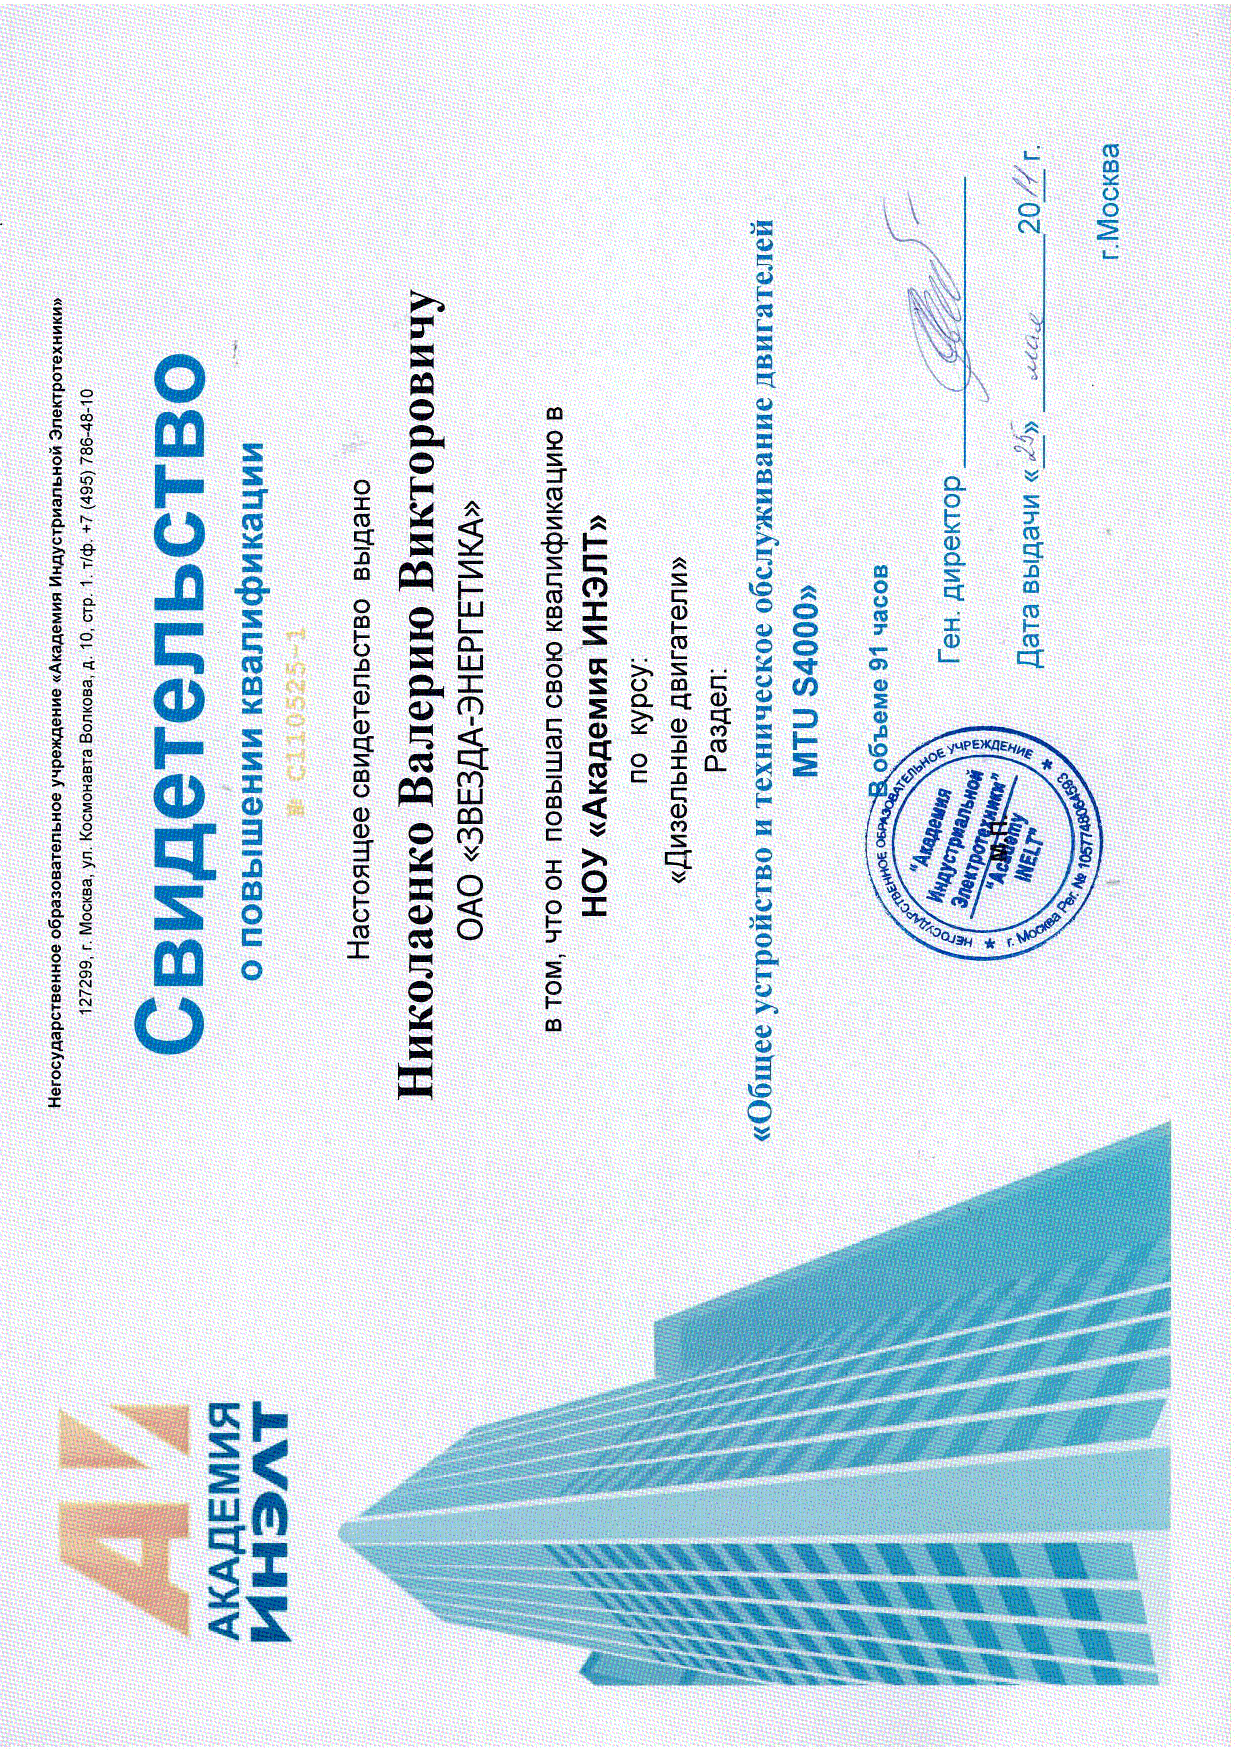 АКАДЕМИЯ
ИНЭЛТ
Негосударственное образовательное учреждение «Академия Индустриальной Электротехники»
127299, г. Москва, ул. Космонавта Волкова, д. 10, стр. 1. т/ф. +7 (495) 786-48-10
Свидетельство
о повышении квалификации
№ С110525-1
Настоящее свидетельство выдано
Николаенко Валерию Викторовичу
ОАО «ЗВЕЗДА-ЭНЕРГЕТИКА»
в том, что он повышал свою квалификацию в
НОУ «Академия ИНЭЛТ»
по курсу:
«Дизельные двигатели»
Раздел:
«Общее устройство и техническое обслуживание двигателей
MTU S4000»
В объеме 91 часов
Ген. директор
Дата выдачи «25» мая 2011 г.
г.Москва
НЕГОСУДАРСТВЕННОЕ ОБРАЗОВАТЕЛЬНОЕ УЧРЕЖДЕНИЕ
г. Москва Рег. № 1057748064593
"Академия
Индустриальной
Электротехники"
М.П.
"Academy
INELT"